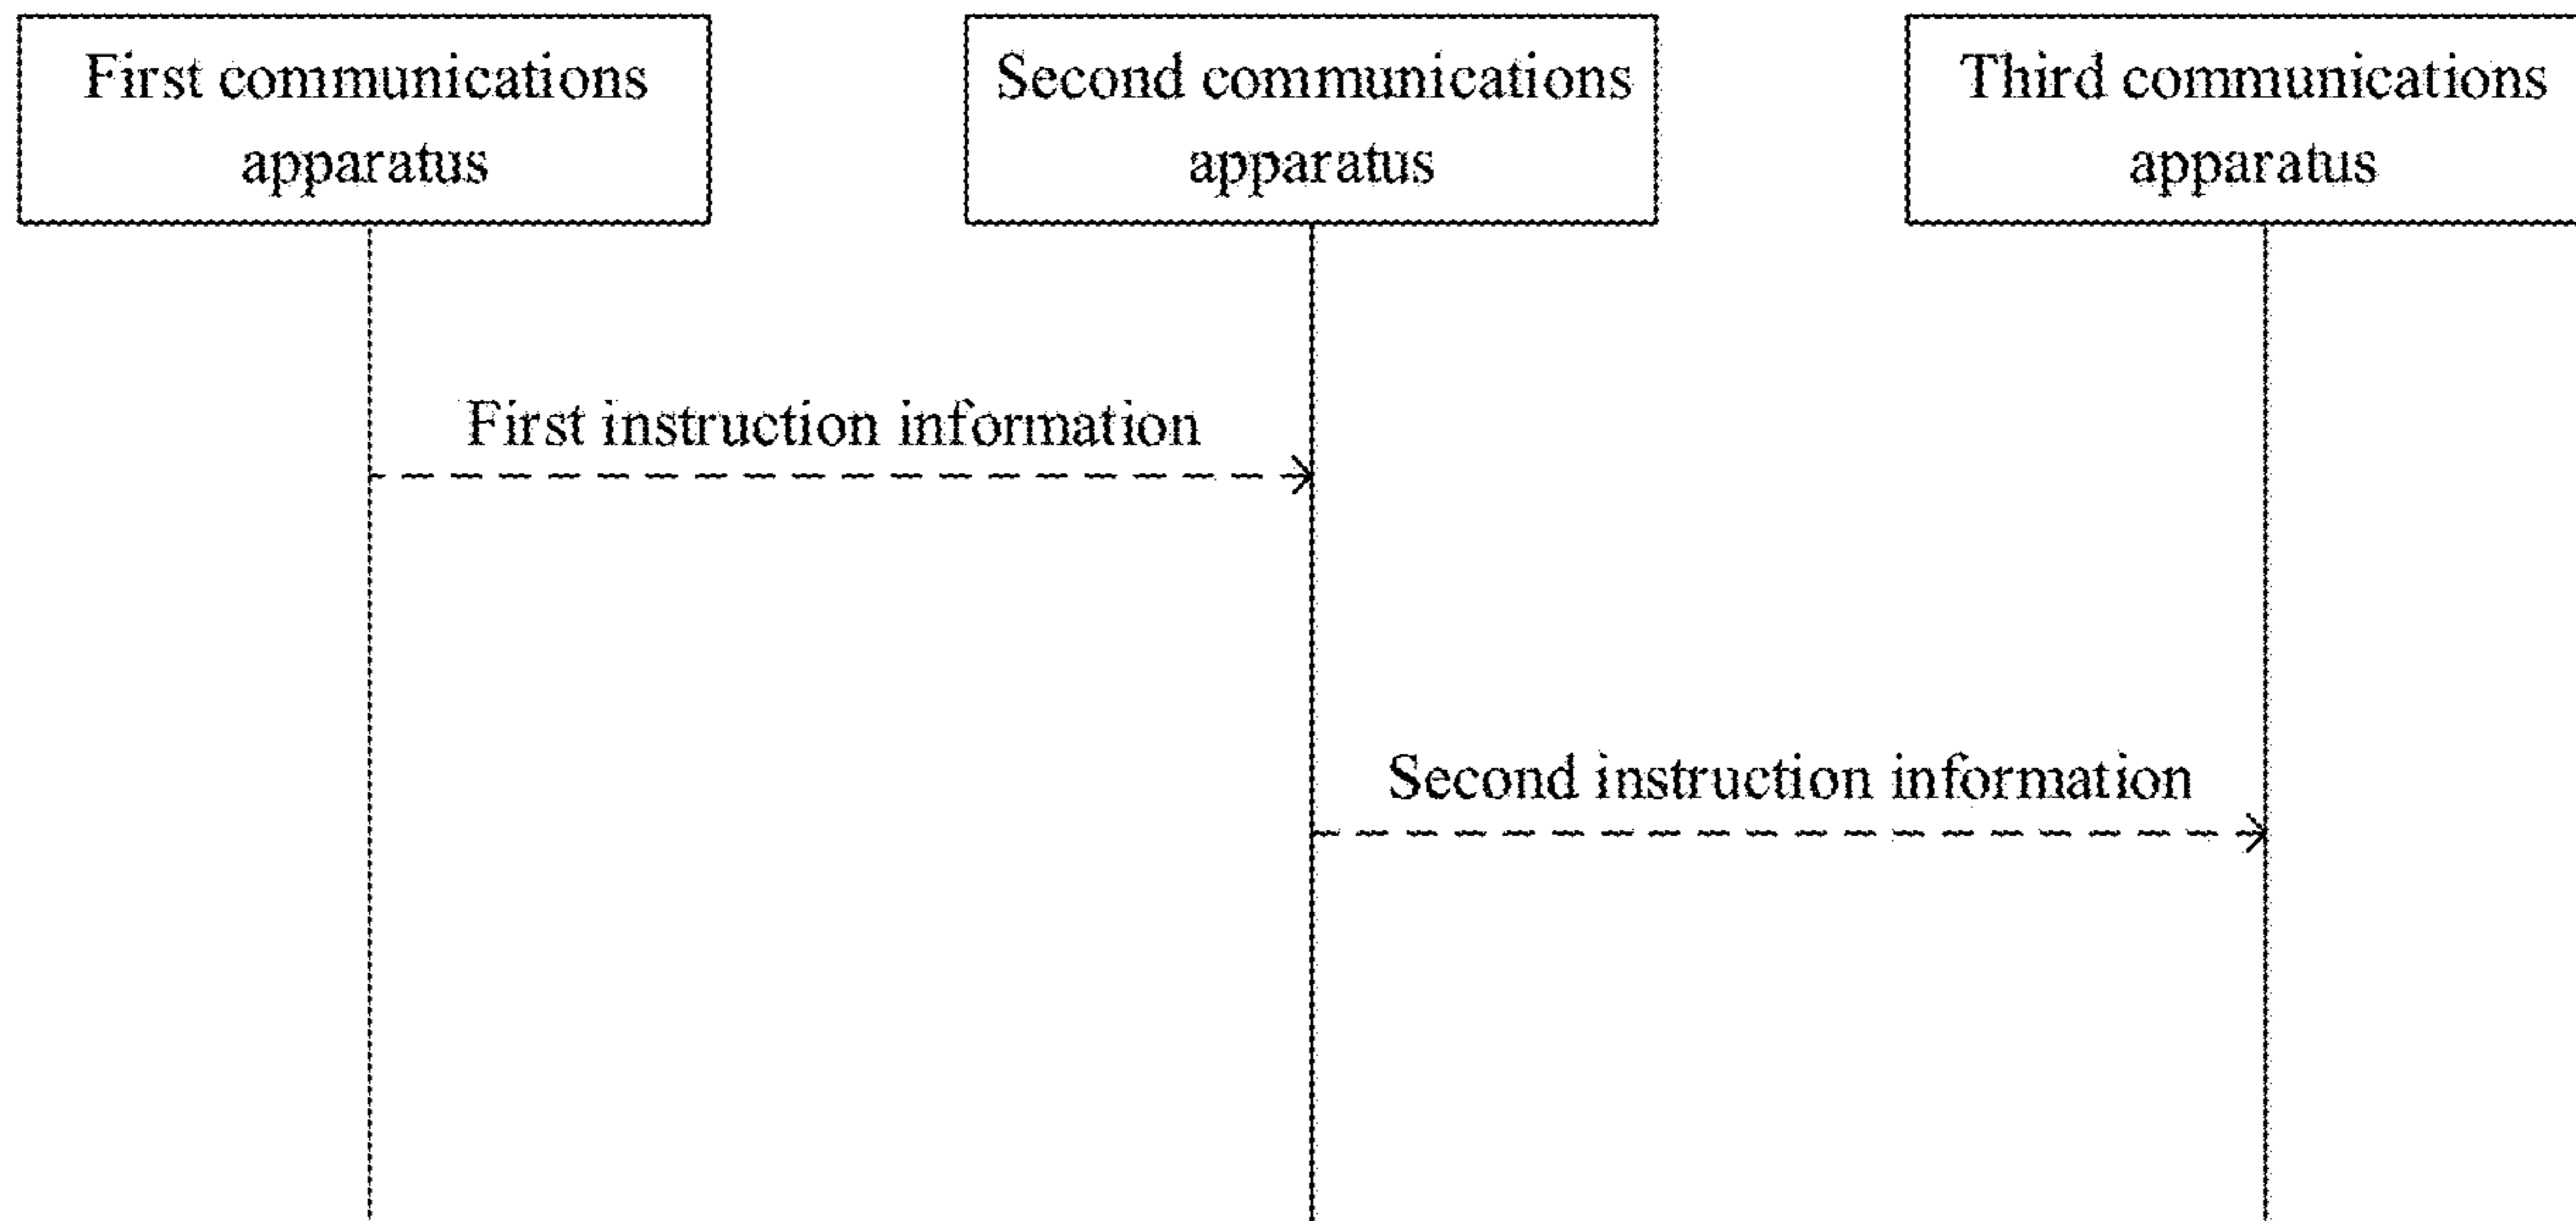 First communications
apparatus
Second communications
apparatus
Third communications
apparatus
First instruction information
Second instruction information